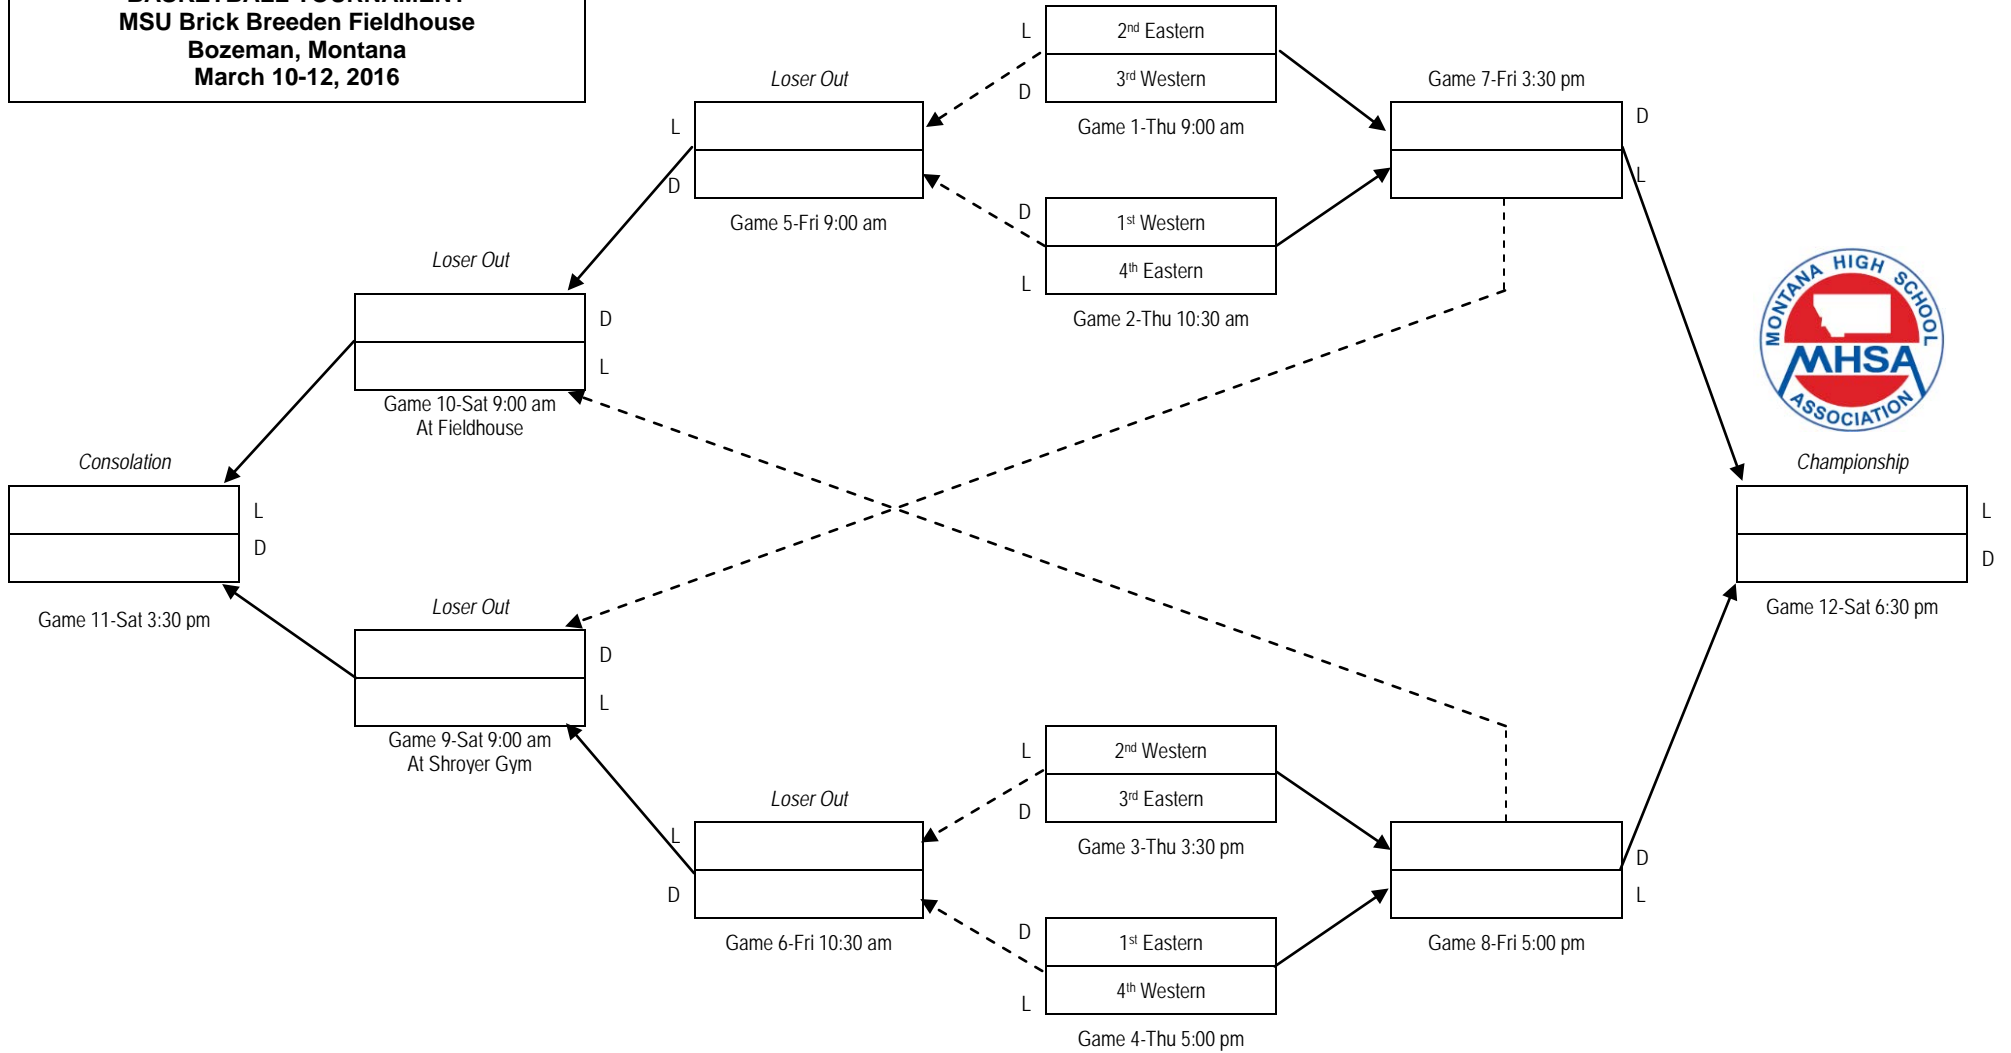 BASKETBALL TOURNAMENT
MSU Brick Breeden Fieldhouse
Bozeman, Montana
March 10-12, 2016
L
2nd Eastern
D
3rd Western
Game 1-Thu 9:00 am
Loser Out
L
D
Game 5-Fri 9:00 am
Game 7-Fri 3:30 pm
D
L
D
1st Western
L
4th Eastern
Game 2-Thu 10:30 am
Loser Out
D
L
Game 10-Sat 9:00 am
At Fieldhouse
MONTANA HIGH SCHOOL
MHSA
ASSOCIATION
Consolation
L
D
Game 11-Sat 3:30 pm
Championship
L
D
Game 12-Sat 6:30 pm
Loser Out
D
L
Game 9-Sat 9:00 am
At Shroyer Gym
L
2nd Western
D
3rd Eastern
Game 3-Thu 3:30 pm
Loser Out
L
D
Game 6-Fri 10:30 am
D
L
Game 8-Fri 5:00 pm
D
1st Eastern
L
4th Western
Game 4-Thu 5:00 pm